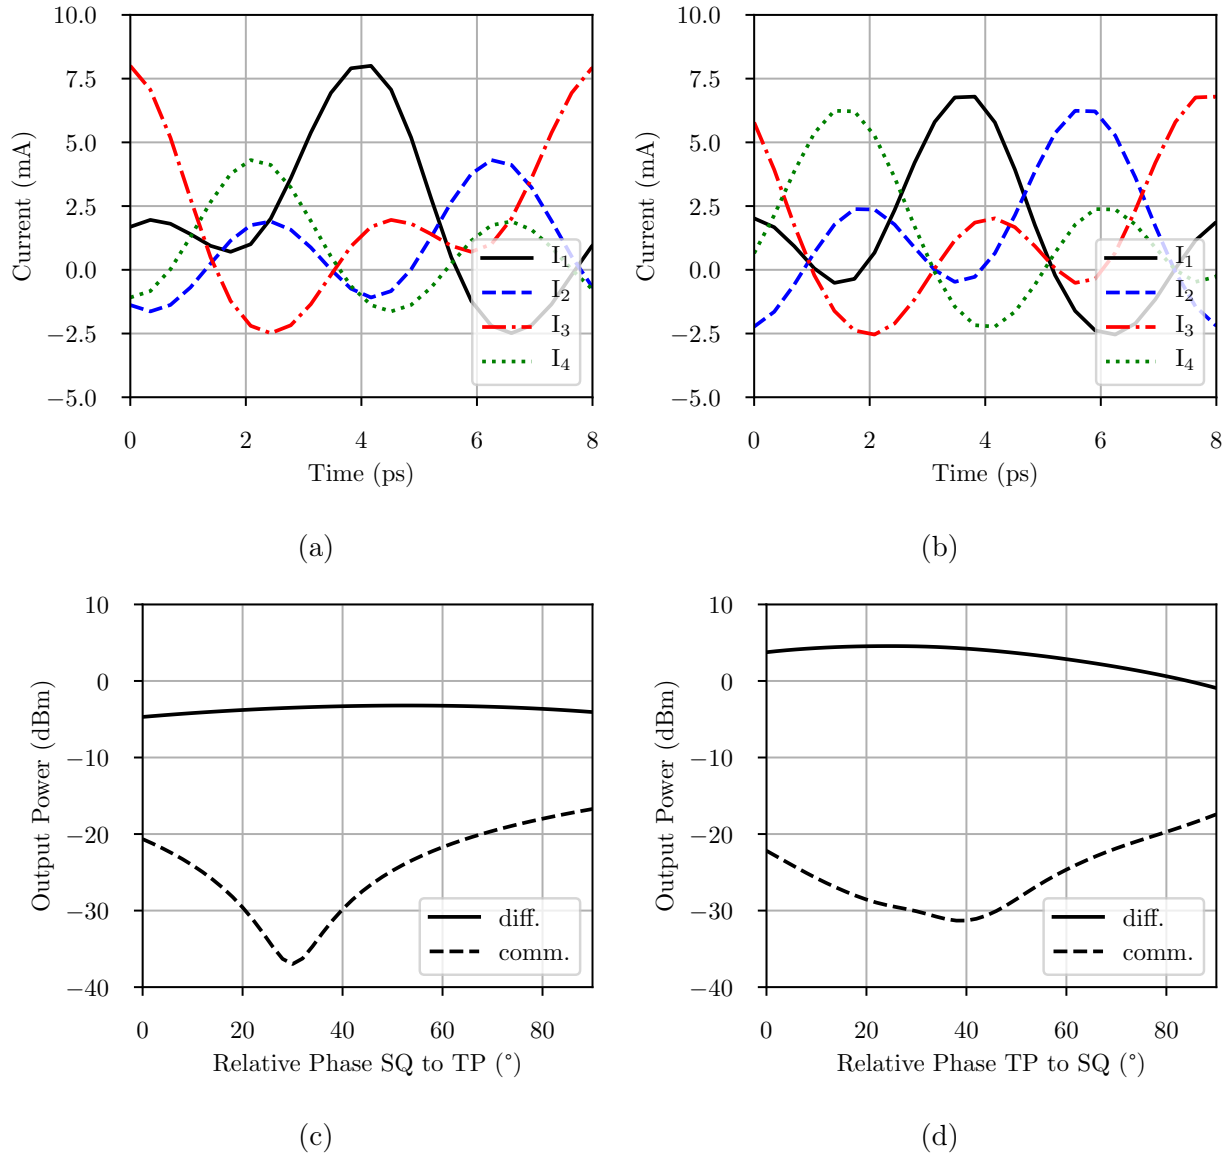 10.0
7.5
5.0
2.5
0.0
−2.5
−5.0
Current (mA)
0 2 4 6 8
Time (ps)
I1
I2
I3
I4
(a)
10.0
7.5
5.0
2.5
0.0
−2.5
−5.0
Current (mA)
0 2 4 6 8
Time (ps)
I1
I2
I3
I4
(b)
10
0
−10
−20
−30
−40
Output Power (dBm)
0 20 40 60 80
Relative Phase SQ to TP (°)
diff.
comm.
(c)
10
0
−10
−20
−30
−40
Output Power (dBm)
0 20 40 60 80
Relative Phase TP to SQ (°)
diff.
comm.
(d)